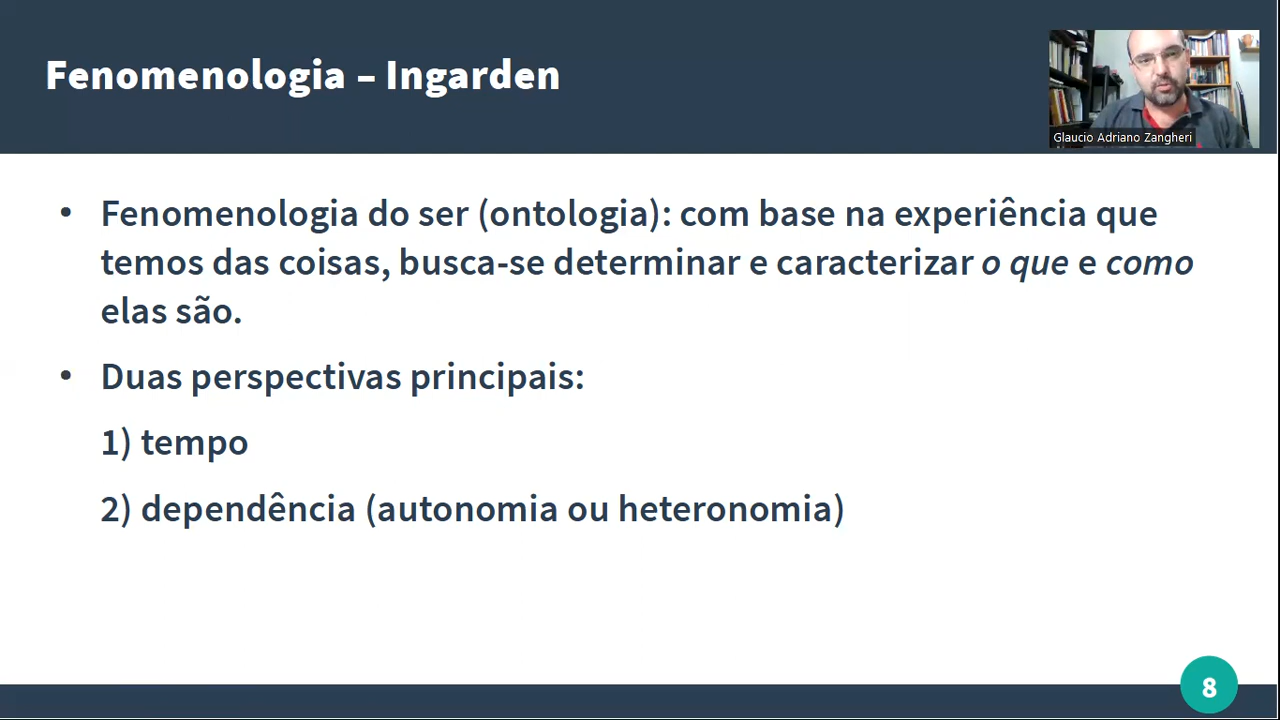 Fenomenologia – Ingarden
Glaucio Adriano Zangheri
• Fenomenologia do ser (ontologia): com base na experiência que
temos das coisas, busca-se determinar e caracterizar o que e como
elas são.
• Duas perspectivas principais:
1) tempo
2) dependência (autonomia ou heteronomia)
8